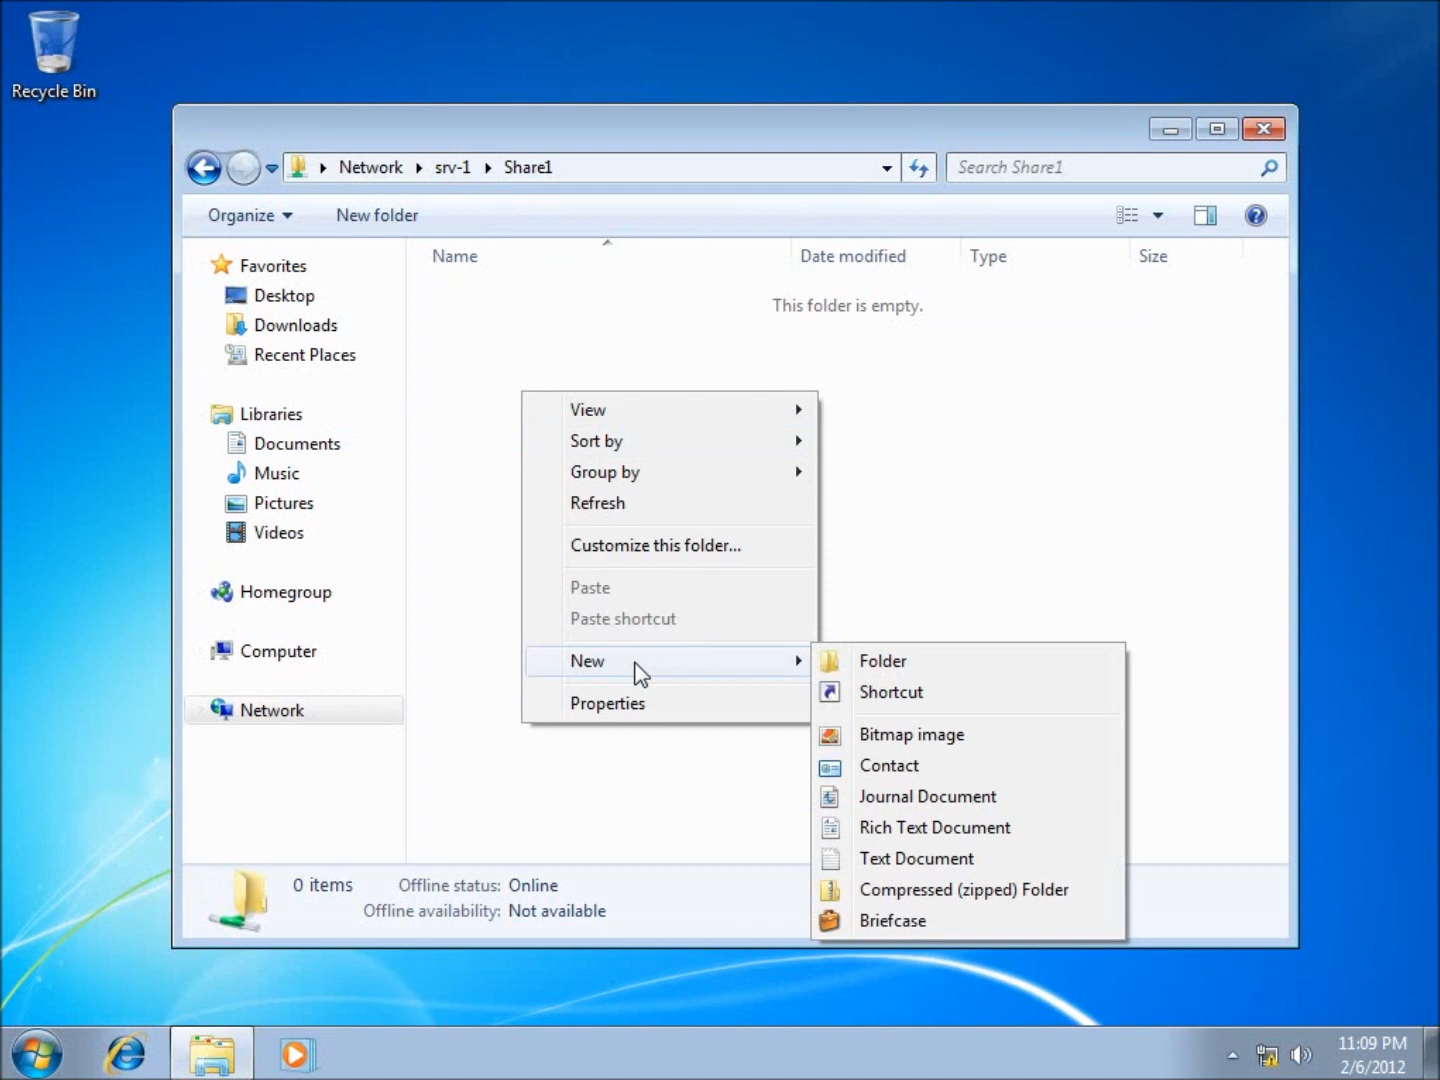 Recycle Bin
Network srv-1 Share1
Search Share1
Organize
New folder
Favorites
Desktop
Downloads
Recent Places
Libraries
Documents
Music
Pictures
Videos
Homegroup
Computer
Network
Name
Date modified
Type
Size
This folder is empty.
View
Sort by
Group by
Refresh
Customize this folder...
Paste
Paste shortcut
New
Properties
Folder
Shortcut
Bitmap image
Contact
Journal Document
Rich Text Document
Text Document
Compressed (zipped) Folder
Briefcase
0 items
Offline status: Online
Offline availability: Not available
11:09 PM
2/6/2012